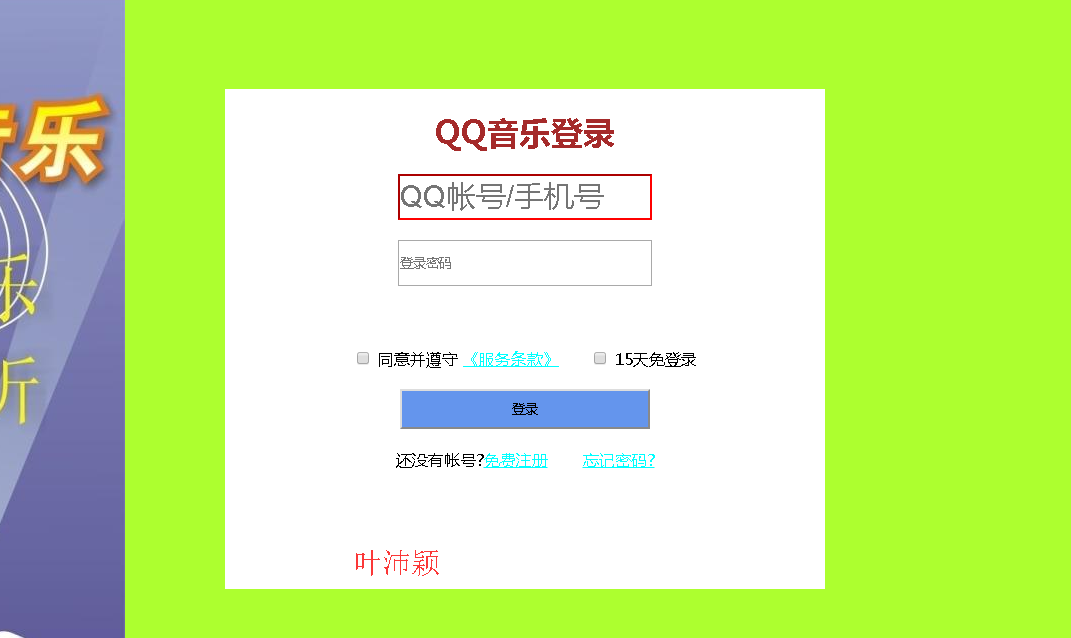 音乐
乐
析
QQ音乐登录
QQ帐号/手机号
登录密码
同意并遵守 《服务条款》 15天免登录
登录
还没有帐号?免费注册 忘记密码?
叶沛颖